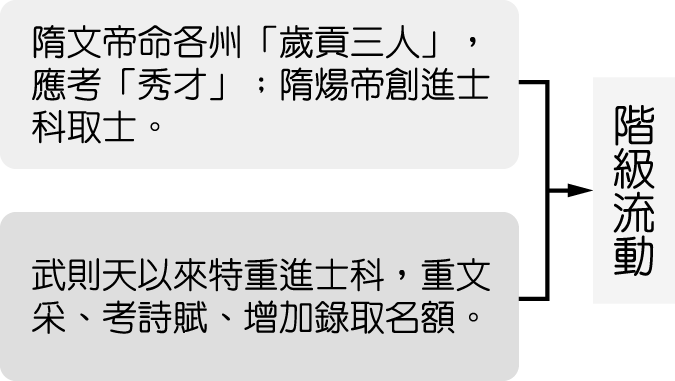 隋文帝命各州「歲貢三人」，
應考「秀才」；隋煬帝創進士
科取士。
武則天以來特重進士科，重文
采、考詩賦、增加錄取名額。
階級流動